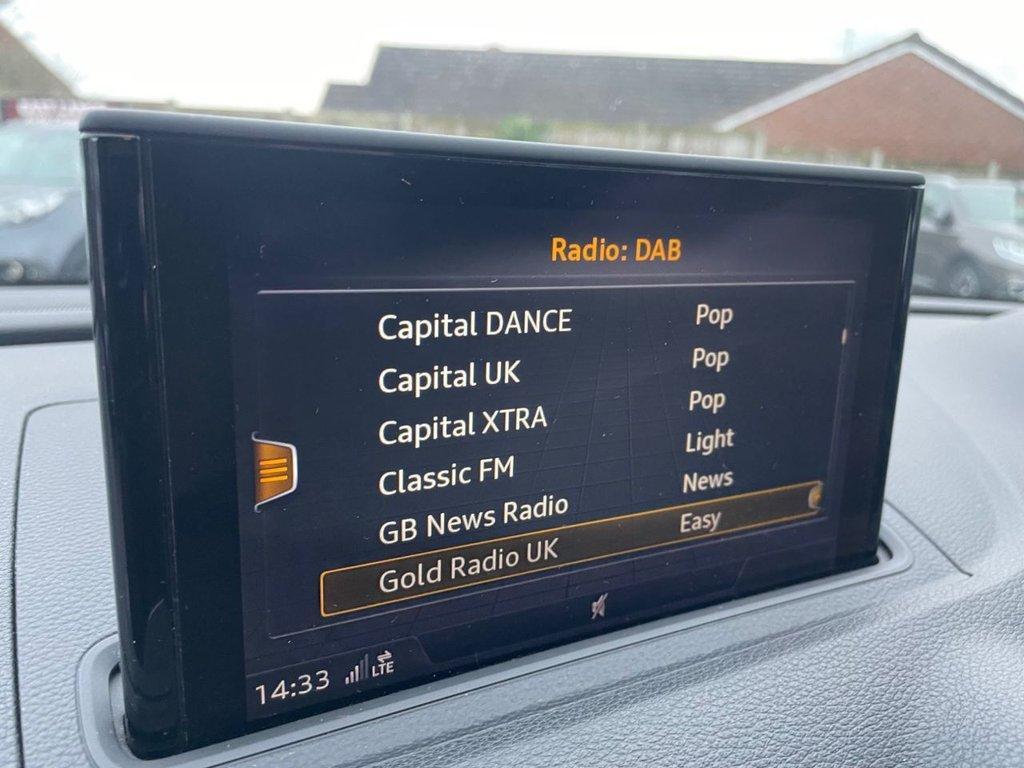 Radio: DAB
Capital DANCE Pop
Capital UK Pop
Capital XTRA Pop
Classic FM Light
GB News Radio News
Gold Radio UK Easy
14:33 LTE